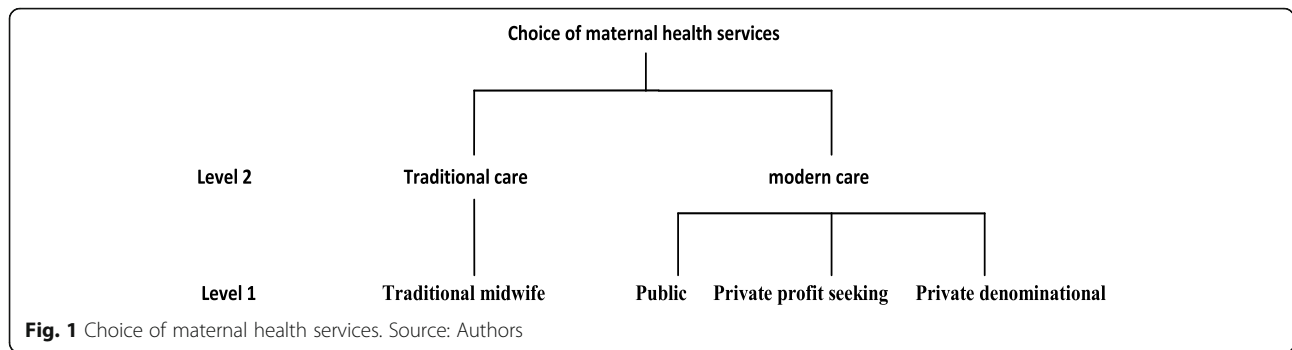 Choice of maternal health services
Level 2 Traditional care modern care
Level 1 Traditional midwife Public Private profit seeking Private denominational
Fig. 1 Choice of maternal health services. Source: Authors